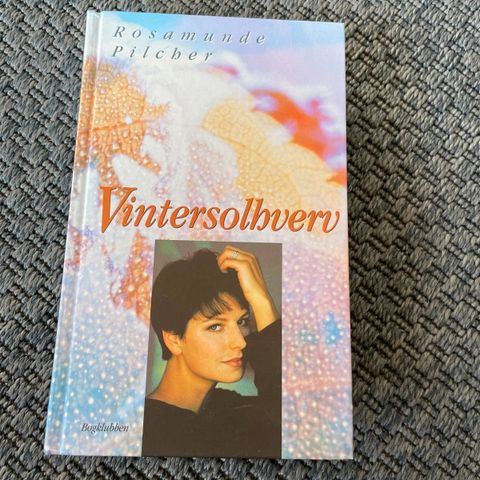 Rosamunde
Pilcher
Vintersolhverv
Bogklubben